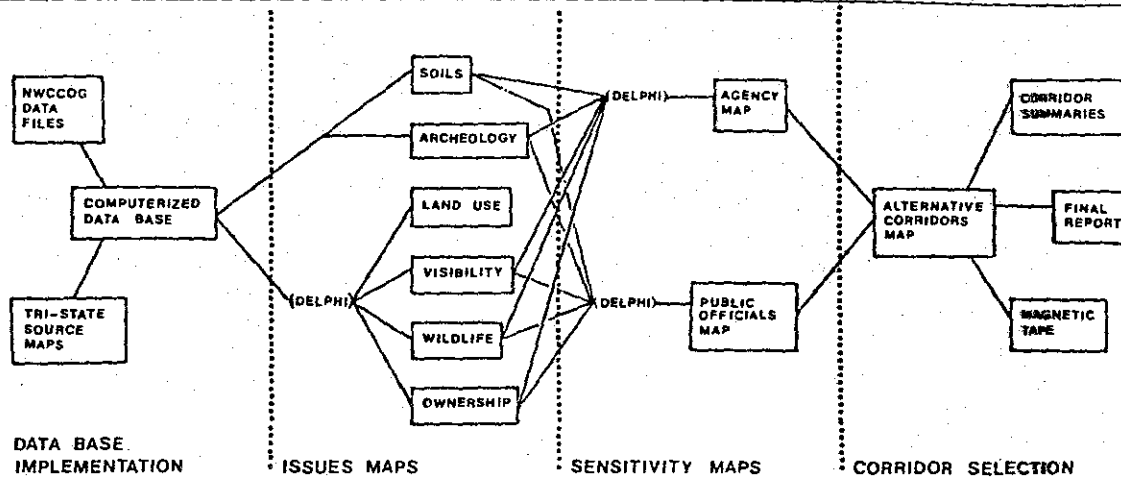 NWCCOG
DATA
FILES
COMPUTERIZED
DATA BASE
TRI-STATE
SOURCE
MAPS
DATA BASE
IMPLEMENTATION
SOILS
ARCHEOLOGY
LAND USE
VISIBILITY
WILDLIFE
OWNERSHIP
(DELPHI)
ISSUES MAPS
(DELPHI)
AGENCY
MAP
(DELPHI)
PUBLIC
OFFICIALS
MAP
SENSITIVITY MAPS
ALTERNATIVE
CORRIDORS
MAP
CORRIDOR
SUMMARIES
FINAL
REPORT
MAGNETIC
TAPE
CORRIDOR SELECTION